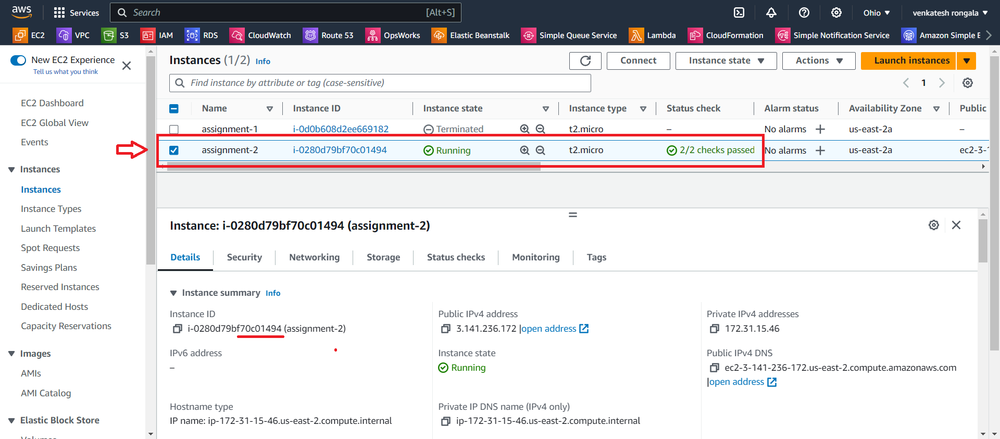 aws Services Search [Alt+S] Ohio venkatesh rongala
EC2 VPC S3 IAM RDS CloudWatch Route 53 OpsWorks Elastic Beanstalk Simple Queue Service Lambda CloudFormation Simple Notification Service Amazon Simple E
New EC2 Experience
Tell us what you think
EC2 Dashboard
EC2 Global View
Events
Instances
Instances
Instance Types
Launch Templates
Spot Requests
Savings Plans
Reserved Instances
Dedicated Hosts
Capacity Reservations
Images
AMIs
AMI Catalog
Elastic Block Store
Instances (1/2) Info Connect Instance state Actions Launch instances
Find instance by attribute or tag (case-sensitive) 1
Name Instance ID Instance state Instance type Status check Alarm status Availability Zone Public
assignment-1 i-0d0b608d2ee669182 Terminated t2.micro – No alarms + us-east-2a –
assignment-2 i-0280d79bf70c01494 Running t2.micro 2/2 checks passed No alarms + us-east-2a ec2-3-1
Instance: i-0280d79bf70c01494 (assignment-2)
Details Security Networking Storage Status checks Monitoring Tags
Instance summary Info
Instance ID
i-0280d79bf70c01494 (assignment-2)
Public IPv4 address
3.141.236.172 |open address
Private IPv4 addresses
172.31.15.46
IPv6 address
–
Instance state
Running
Public IPv4 DNS
ec2-3-141-236-172.us-east-2.compute.amazonaws.com
|open address
Hostname type
IP name: ip-172-31-15-46.us-east-2.compute.internal
Private IP DNS name (IPv4 only)
ip-172-31-15-46.us-east-2.compute.internal